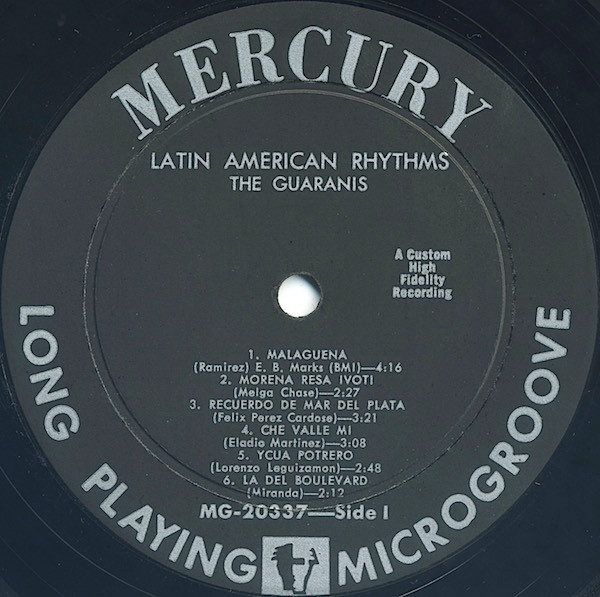 MERCURY
LATIN AMERICAN RHYTHMS
THE GUARANIS
A Custom
High
Fidelity
Recording
1. MALAGUENA
(Ramirez) E. B. Marks (BMI)—4:16
2. MORENA RESA IVOTI
(Melga Chase)—2:27
3. RECUERDO DE MAR DEL PLATA
(Felix Perez Cardose)—3:21
4. CHE VALLE MI
(Eladio Martinez)—3:08
5. YCUA POTRERO
(Lorenzo Leguizamon)—2:48
6. LA DEL BOULEVARD
(Miranda)—2:12
MG-20337—Side I
LONG PLAYING MICROGROOVE